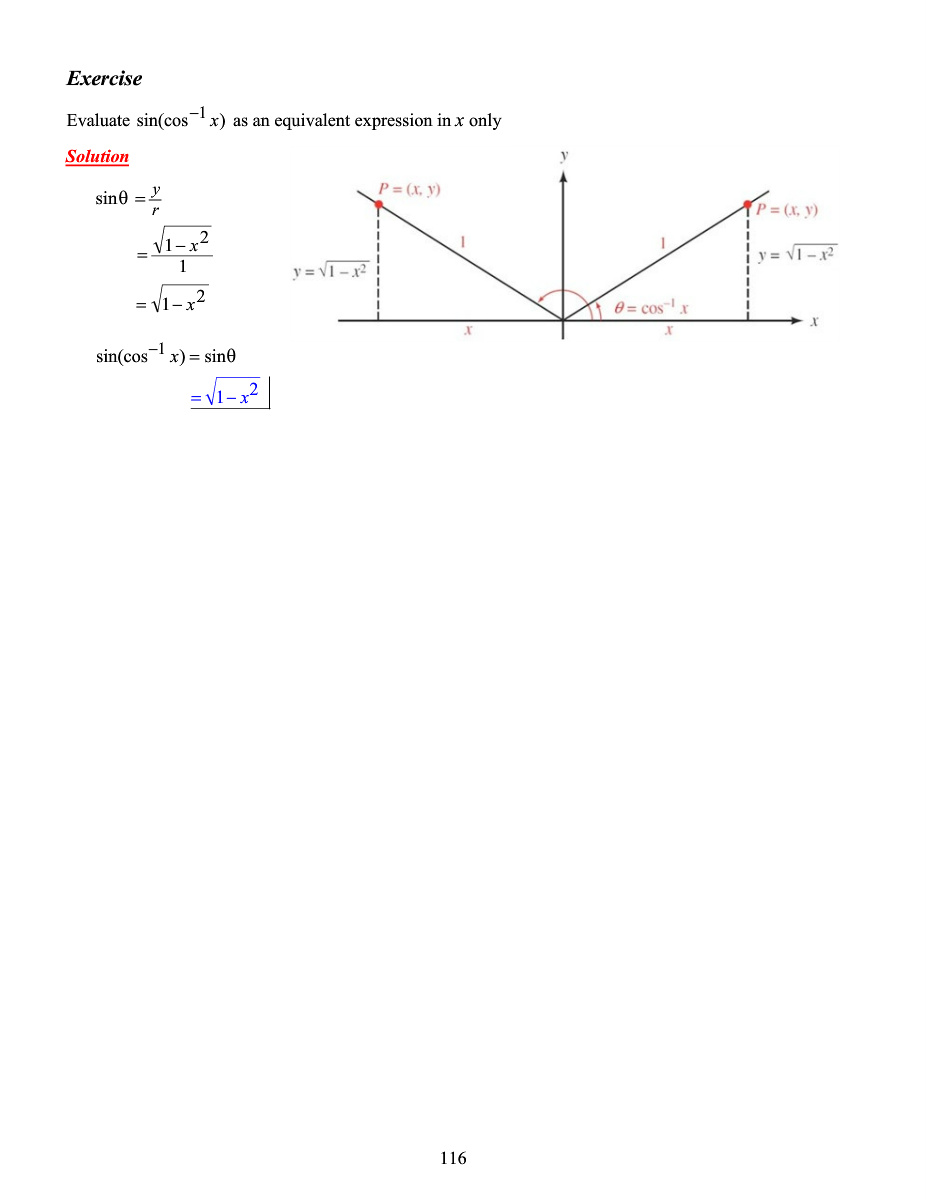 Exercise
Evaluate sin(cos⁻¹ x) as an equivalent expression in x only
Solution
sinθ = y/r
= √(1 − x²)/1
= √(1 − x²)
sin(cos⁻¹ x) = sinθ
= √(1 − x²)
y
P = (x, y)
P = (x, y)
1
1
y = √(1 − x²)
y = √(1 − x²)
θ = cos⁻¹ x
x
x
x
116